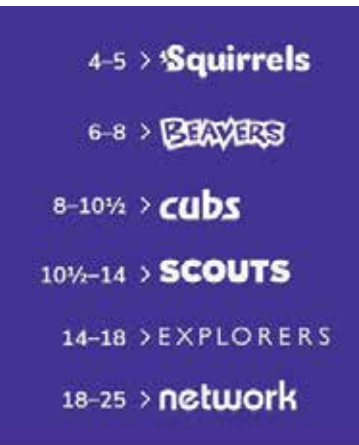 4–5 > Squirrels
6–8 > BEAVERS
8–10½ > cubs
10½–14 > SCOUTS
14–18 > EXPLORERS
18–25 > network